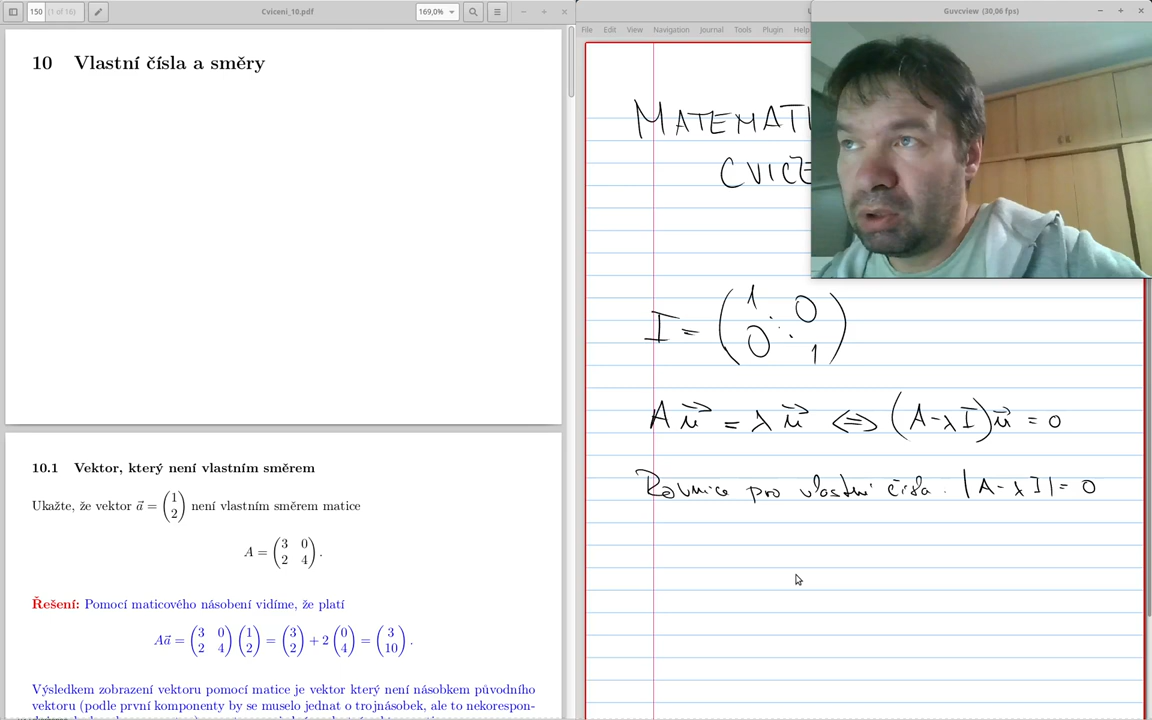 150 (1 of 16)
Cviceni_10.pdf
169,0%
Guvcview (30,06 fps)
File Edit View Navigation Journal Tools Plugin Help
10 Vlastní čísla a směry
10.1 Vektor, který není vlastním směrem
Ukažte, že vektor a⃗ = (1 2) není vlastním směrem matice
A = (3 0 2 4).
Řešení: Pomocí maticového násobení vidíme, že platí
Aa⃗ = (3 0 2 4)(1 2) = (3 2) + 2(0 4) = (3 10).
Výsledkem zobrazení vektoru pomocí matice je vektor který není násobkem původního
vektoru (podle první komponenty by se muselo jednat o trojnásobek, ale to nekorespon-
MATEMATI
CVIČE
I = (1 0 0 1)
A u⃗ = λ u⃗ ⇔ (A-λI)u⃗ = 0
Rovnice pro vlastní čísla. |A-λI| = 0